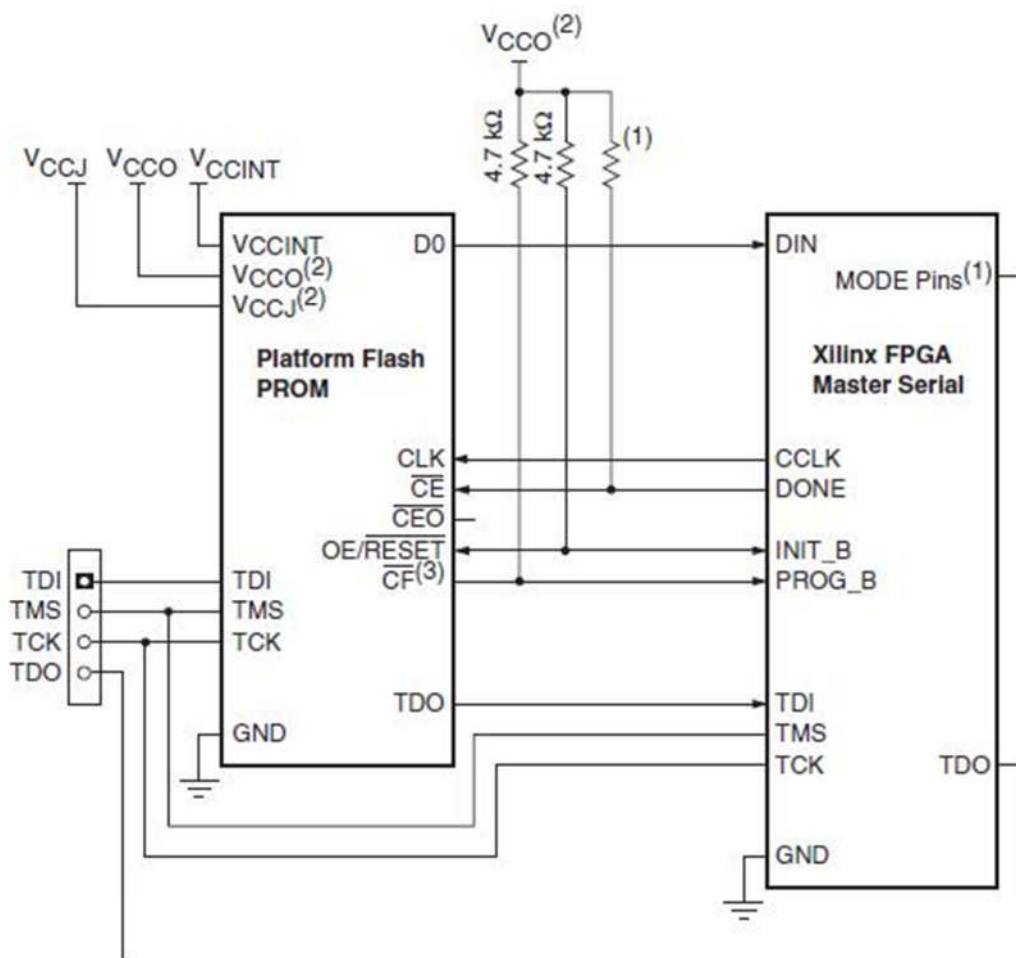 VCCO(2)
4.7 kΩ
4.7 kΩ
(1)
VCCJ VCCO VCCINT
VCCINT
VCCO(2)
VCCJ(2)
D0
Platform Flash
PROM
CLK
CE
CEO
OE/RESET
CF(3)
TDI
TMS
TCK
TDO
GND
DIN
MODE Pins(1)
Xilinx FPGA
Master Serial
CCLK
DONE
INIT_B
PROG_B
TDI
TMS
TCK
TDO
GND
TDI
TMS
TCK
TDO